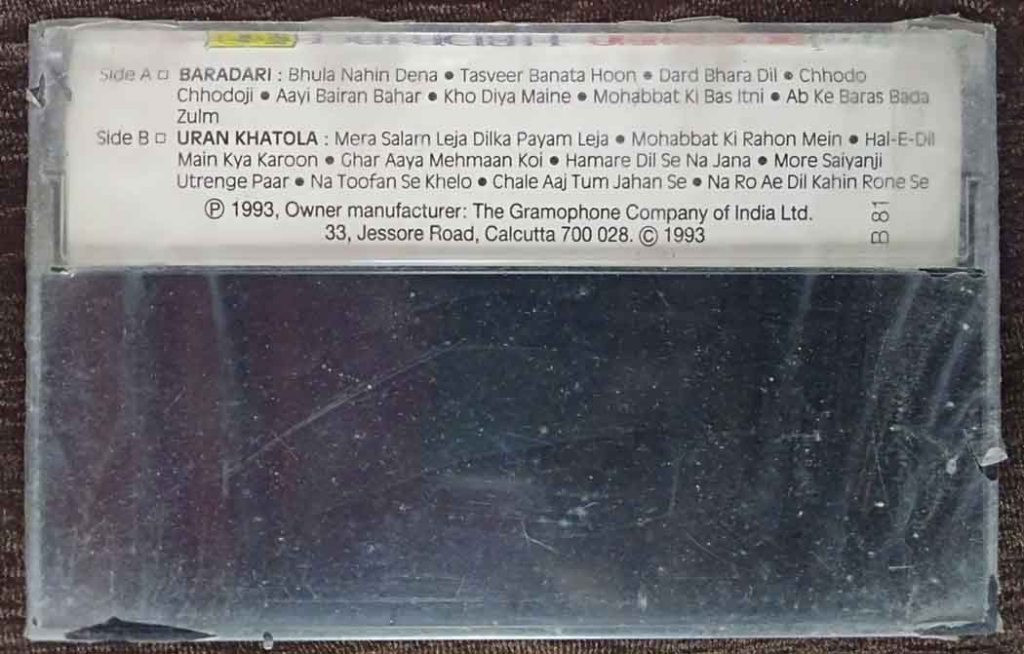 Side A □ BARADARI : Bhula Nahin Dena ● Tasveer Banata Hoon ● Dard Bhara Dil ● Chhodo
Chhodoji ● Aayi Bairan Bahar ● Kho Diya Maine ● Mohabbat Ki Bas Itni ● Ab Ke Baras Bada
Zulm
Side B □ URAN KHATOLA : Mera Salam Leja Dilka Payam Leja ● Mohabbat Ki Rahon Mein ● Hal-E-Dil
Main Kya Karoon ● Ghar Aaya Mehmaan Koi ● Hamare Dil Se Na Jana ● More Saiyanji
Utrenge Paar ● Na Toofan Se Khelo ● Chale Aaj Tum Jahan Se ● Na Ro Ae Dil Kahin Rone Se
℗ 1993, Owner manufacturer: The Gramophone Company of India Ltd.
33, Jessore Road, Calcutta 700 028. © 1993
B 81